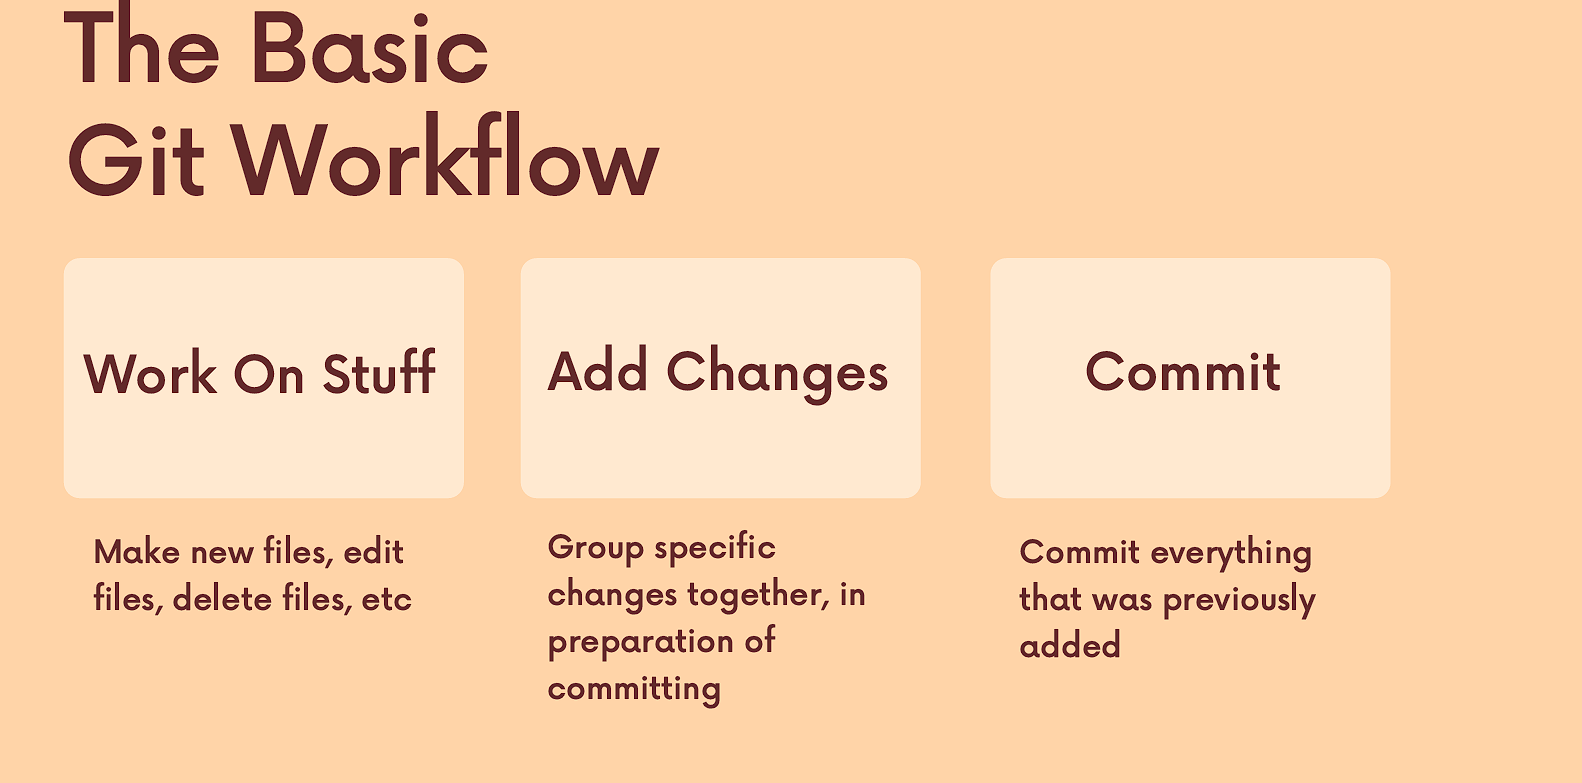 The Basic
Git Workflow
Work On Stuff
Add Changes
Commit
Make new files, edit
files, delete files, etc
Group specific
changes together, in
preparation of
committing
Commit everything
that was previously
added